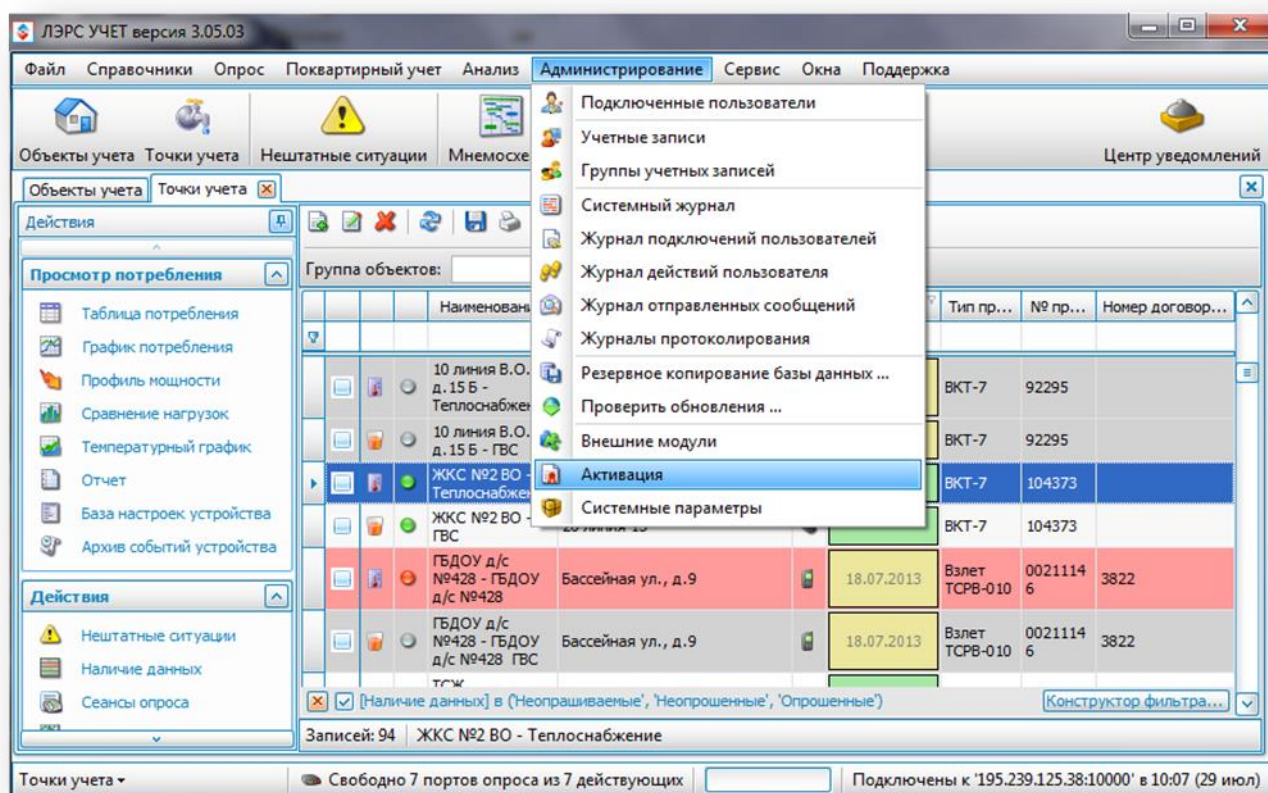 ЛЭРС УЧЕТ версия 3.05.03
Файл Справочники Опрос Поквартирный учет Анализ Администрирование Сервис Окна Поддержка
Объекты учета Точки учета Нештатные ситуации Мнемосхе Центр уведомлений
Подключенные пользователи
Учетные записи
Группы учетных записей
Системный журнал
Журнал подключений пользователей
Журнал действий пользователя
Журнал отправленных сообщений
Журналы протоколирования
Резервное копирование базы данных ...
Проверить обновления ...
Внешние модули
Активация
Системные параметры
Объекты учета Точки учета
Действия
Просмотр потребления
Таблица потребления
График потребления
Профиль мощности
Сравнение нагрузок
Температурный график
Отчет
База настроек устройства
Архив событий устройства
Действия
Нештатные ситуации
Наличие данных
Сеансы опроса
Группа объектов:
Наименован Тип пр... № пр... Номер договор...
10 линия В.О.
д.15 Б - ВКТ-7 92295
Теплоснабжен
10 линия В.О.
д.15 Б - ГВС ВКТ-7 92295
ЖКС №2 ВО -
Теплоснабжен ВКТ-7 104373
ЖКС №2 ВО -
ГВС ВКТ-7 104373
ГБДОУ д/с
№428 - ГБДОУ
д/с №428
Бассейная ул., д.9 18.07.2013
Взлет
ТСРВ-010
0021114
6
3822
ГБДОУ д/с
№428 - ГБДОУ
д/с №428 ГВС
Бассейная ул., д.9 18.07.2013
Взлет
ТСРВ-010
0021114
6
3822
ТСЖ
[Наличие данных] в ('Неопрашиваемые', 'Неопрошенные', 'Опрошенные') Конструктор фильтра...
Записей: 94 ЖКС №2 ВО - Теплоснабжение
Точки учета Свободно 7 портов опроса из 7 действующих Подключены к '195.239.125.38:10000' в 10:07 (29 июл)